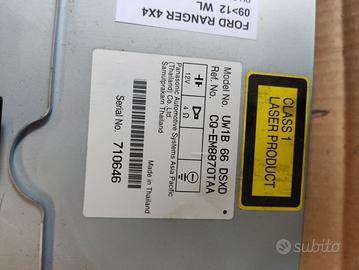 FORD RANGER 4X4
09>12 WL
Model No. UW1B 66 DSXD
Ref. No. CQ-EM8870TAA
12V
4 Ω
Panasonic Automotive Systems Asia Pacific
(Thailand) Co.,Ltd
Samutprakarn Thailand
Made in Thailand
Serial No. 710646
CLASS 1
LASER PRODUCT
subito